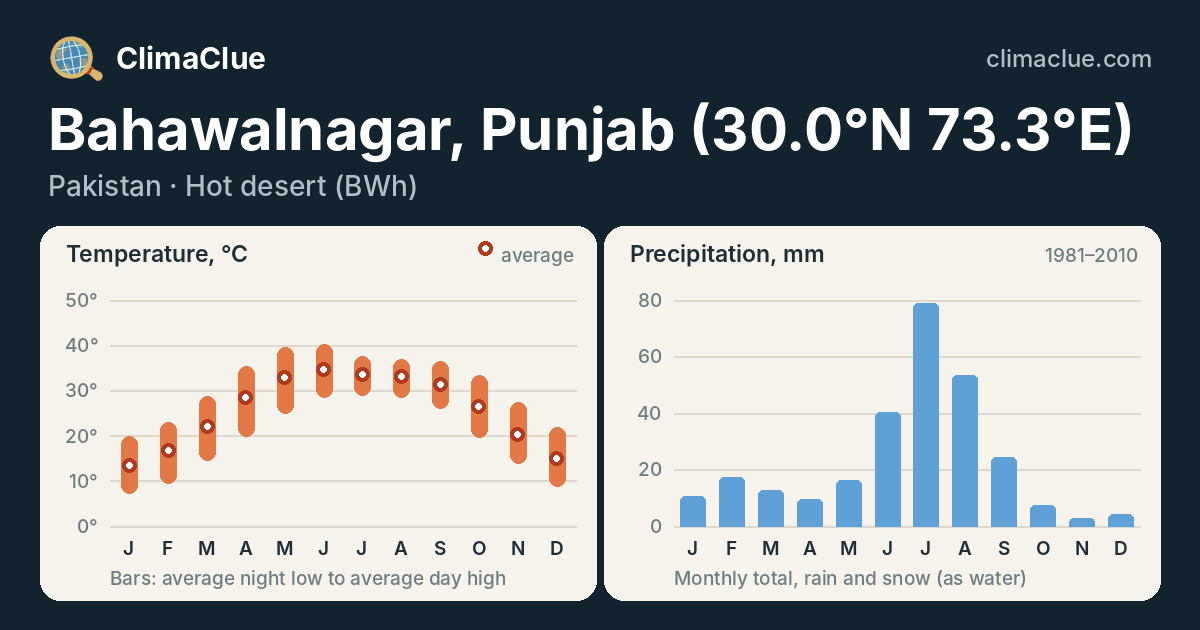 ClimaClue
climaclue.com
Bahawalnagar, Punjab (30.0°N 73.3°E)
Pakistan · Hot desert (BWh)
Temperature, °C
average
50°
40°
30°
20°
10°
0°
J F M A M J J A S O N D
Bars: average night low to average day high
Precipitation, mm
1981–2010
80
60
40
20
0
J F M A M J J A S O N D
Monthly total, rain and snow (as water)